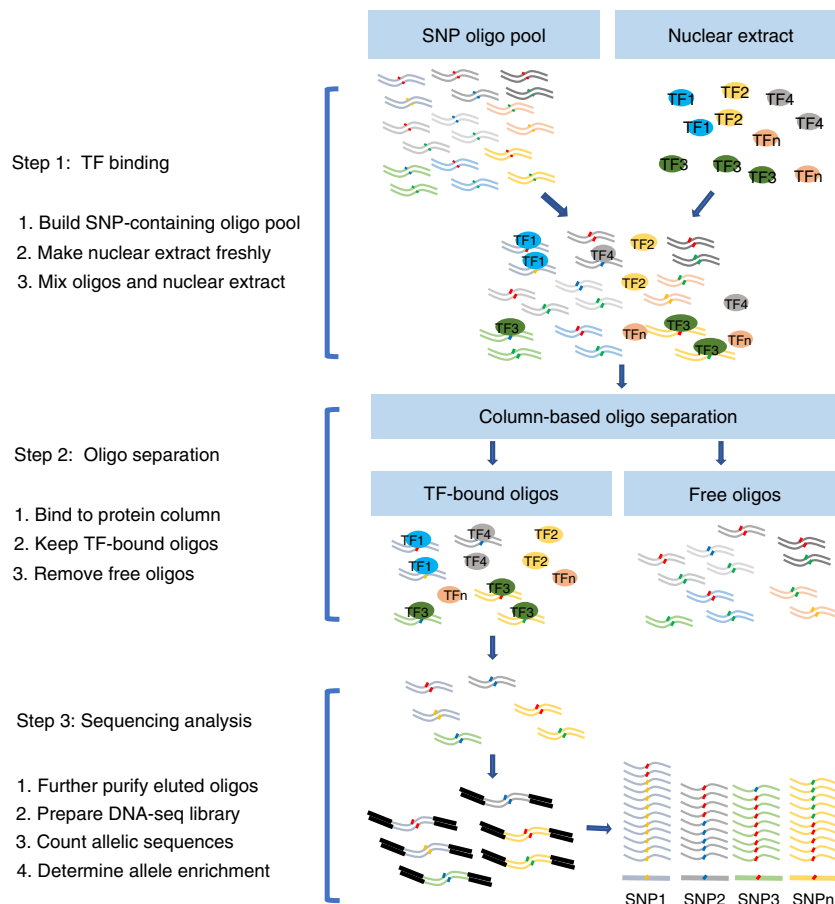 SNP oligo pool
Nuclear extract
TF1
TF2
TF4
TF1
TF2
TF4
TFn
TF3
TF3
TF3
TFn
Step 1:  TF binding
1. Build SNP-containing oligo pool
2. Make nuclear extract freshly
3. Mix oligos and nuclear extract
TF1
TF4
TF2
TF1
TF2
TF4
TF3
TFn
TF3
TF3
TFn
Column-based oligo separation
Step 2:  Oligo separation
1. Bind to protein column
2. Keep TF-bound oligos
3. Remove free oligos
TF-bound oligos
Free oligos
TF1
TF4
TF2
TF1
TF4
TF2
TFn
TF3
TFn
TF3
TF3
Step 3: Sequencing analysis
1. Further purify eluted oligos
2. Prepare DNA-seq library
3. Count allelic sequences
4. Determine allele enrichment
SNP1
SNP2
SNP3
SNPn